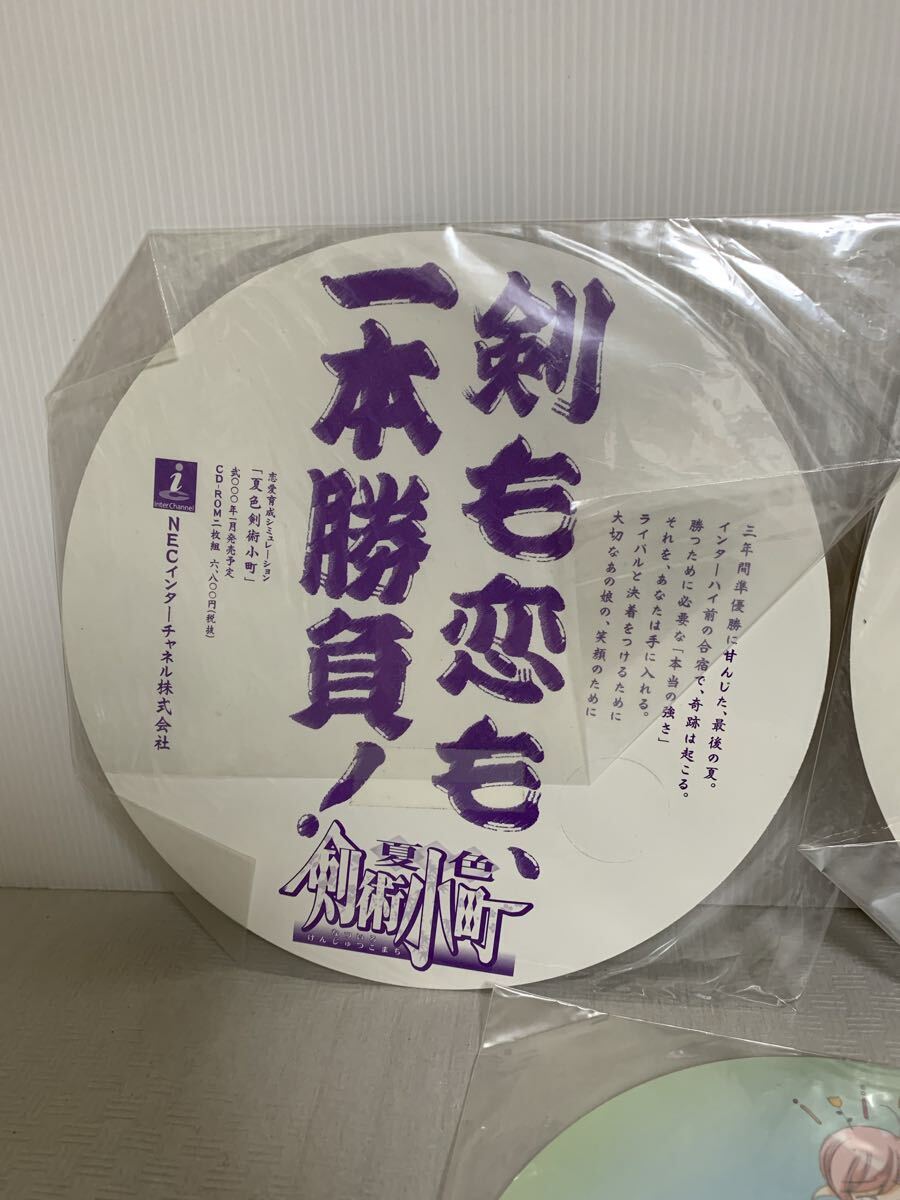 三年間準優勝に甘んじた、最後の夏。
インターハイ前の合宿で、奇跡は起こる。
勝つために必要な「本当の強さ」
それを、あなたは手に入れる。
ライバルと決着をつけるために
大切なあの娘の、笑顔のために
剣も恋も、
一本勝負!
恋愛育成シミュレーション
「夏色剣術小町」
弐〇〇〇年一月発売予定
CD-ROM二枚組 六、八〇〇円(税抜)
i
InterChannel
NECインターチャネル株式会社
夏色
剣術小町
なついろ
けんじゅつこまち